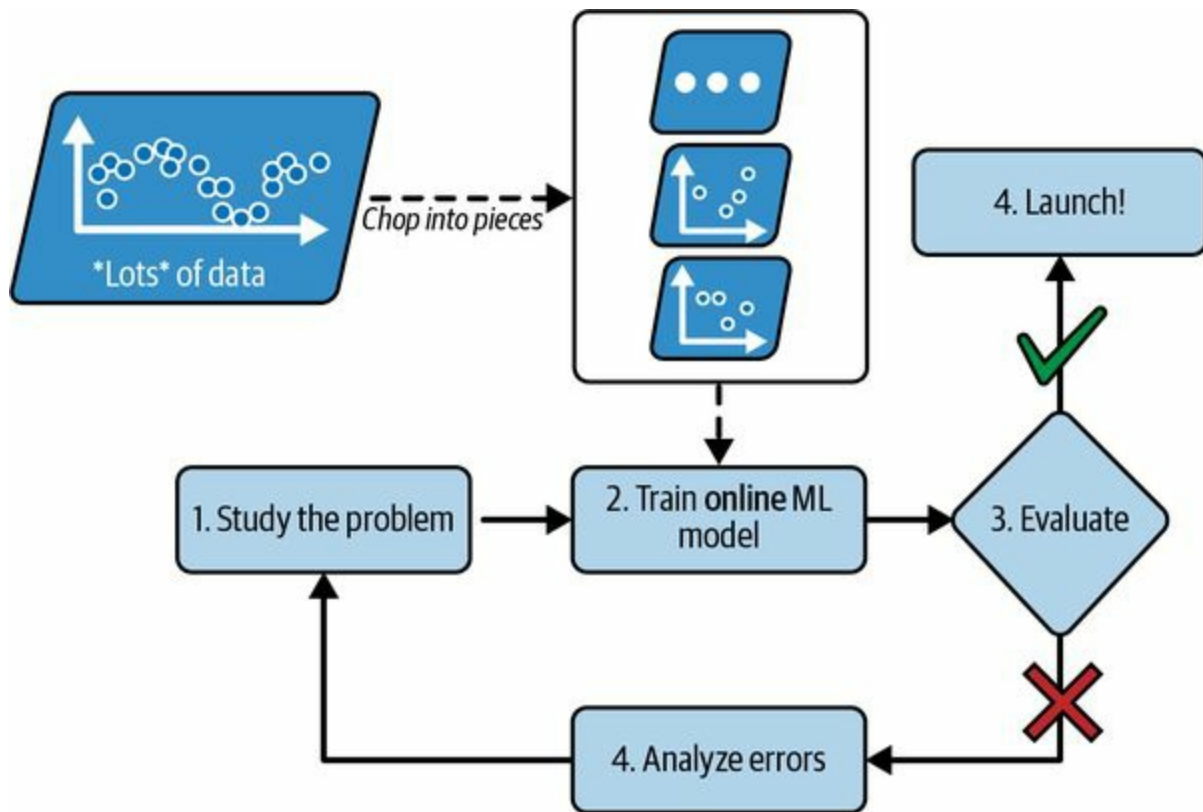 *Lots* of data
Chop into pieces
4. Launch!
1. Study the problem
2. Train online ML
model
3. Evaluate
4. Analyze errors